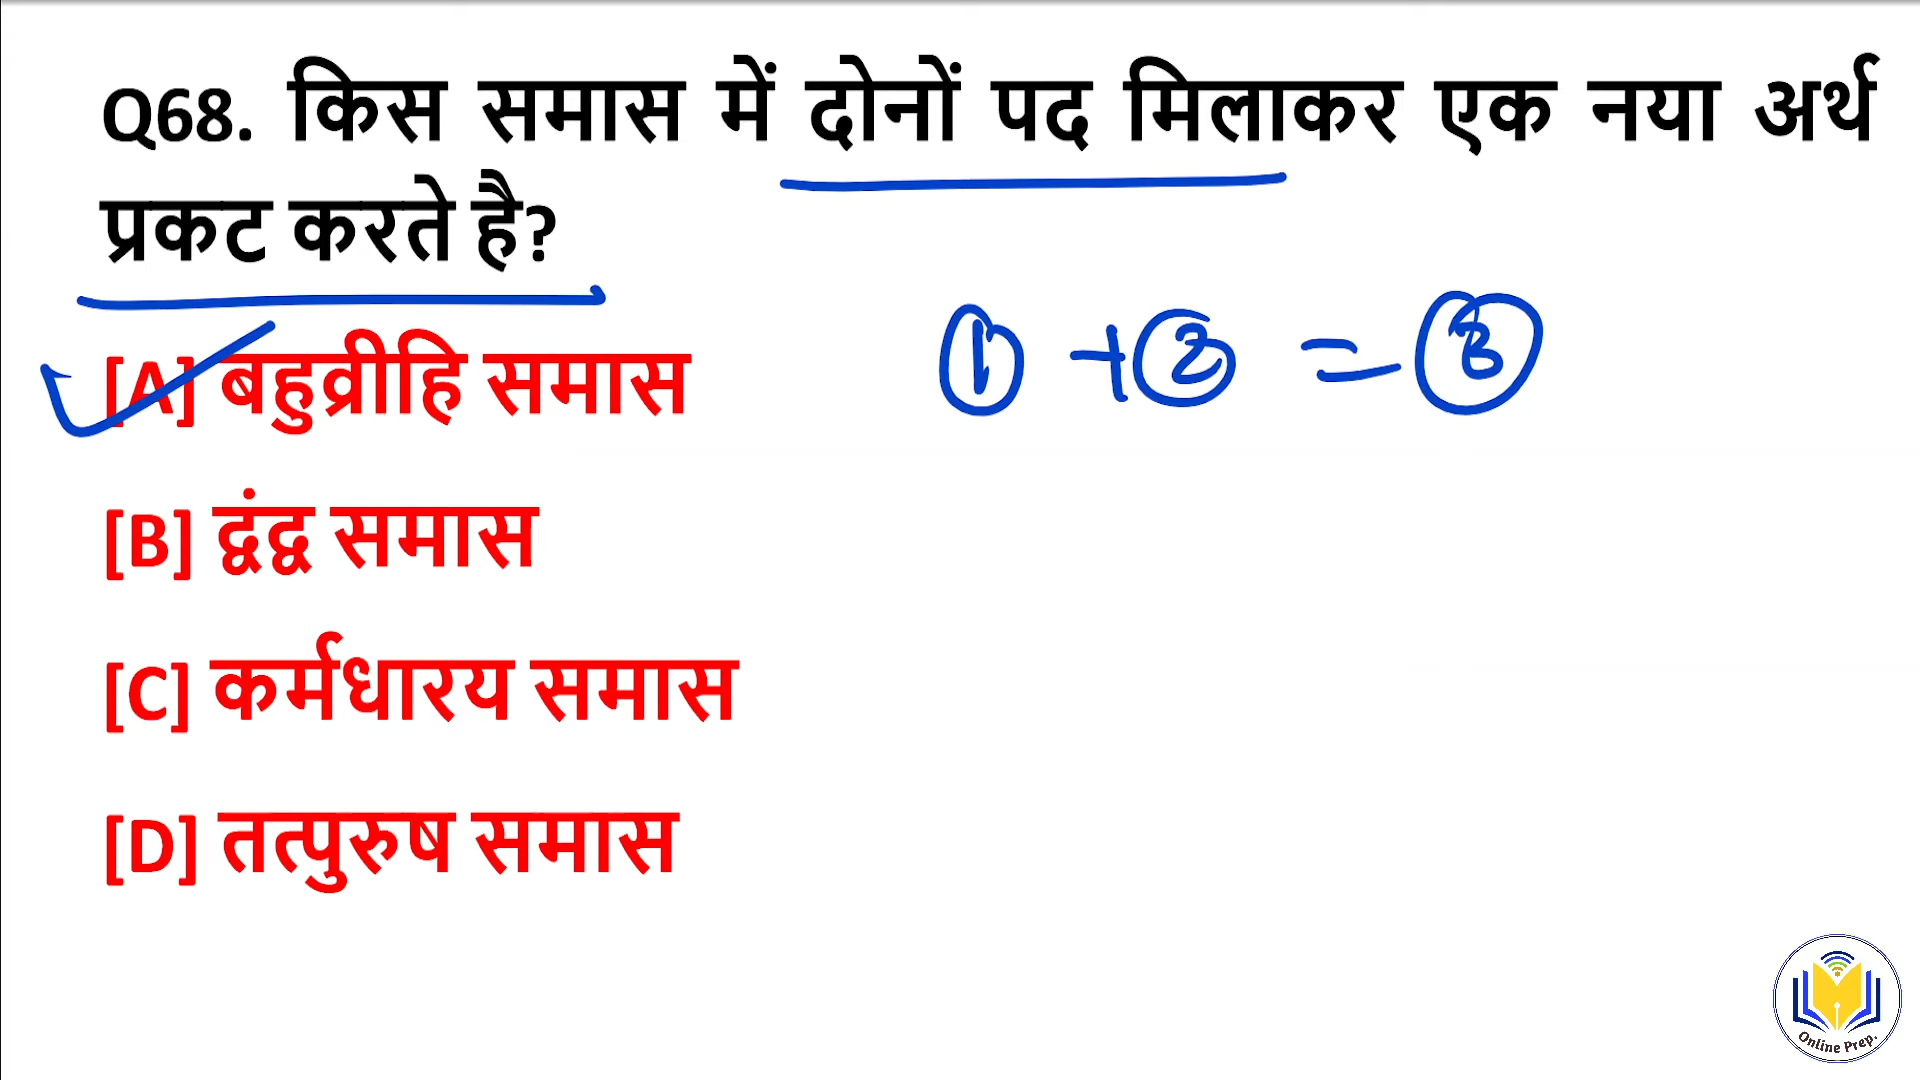 Q68. किस समास में दोनों पद मिलाकर एक नया अर्थ
प्रकट करते है?
① + ② = ③
[A] बहुव्रीहि समास
[B] द्वंद्व समास
[C] कर्मधारय समास
[D] तत्पुरुष समास
Online Prep.